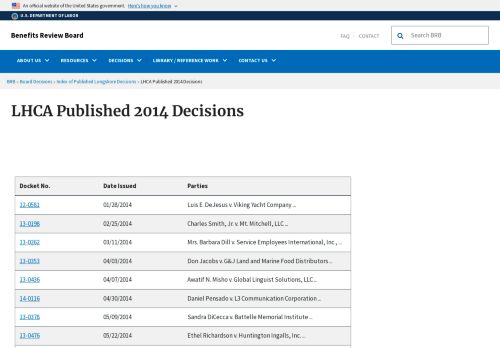 An official website of the United States government. Here's how you know
U.S. DEPARTMENT OF LABOR
Benefits Review Board
FAQ
CONTACT
Search BRB
ABOUT US
RESOURCES
DECISIONS
LIBRARY / REFERENCE WORK
CONTACT US
BRB » Board Decisions » Index of Published Longshore Decisions » LHCA Published 2014 Decisions
LHCA Published 2014 Decisions
Docket No. Date Issued Parties
12-0581 01/28/2014 Luis E. DeJesus v. Viking Yacht Company ...
13-0198 02/25/2014 Charles Smith, Jr. v. Mt. Mitchell, LLC ...
13-0262 03/11/2014 Mrs. Barbara Dill v. Service Employees International, Inc., ...
13-0353 04/03/2014 Don Jacobs v. G&J Land and Marine Food Distributors ...
13-0436 04/07/2014 Awatif N. Misho v. Global Linguist Solutions, LLC ...
14-0116 04/30/2014 Daniel Pensado v. L3 Communication Corporation ...
13-0378 05/09/2014 Sandra DiCecca v. Battelle Memorial Institute ...
13-0476 05/22/2014 Ethel Richardson v. Huntington Ingalls, Inc. ...